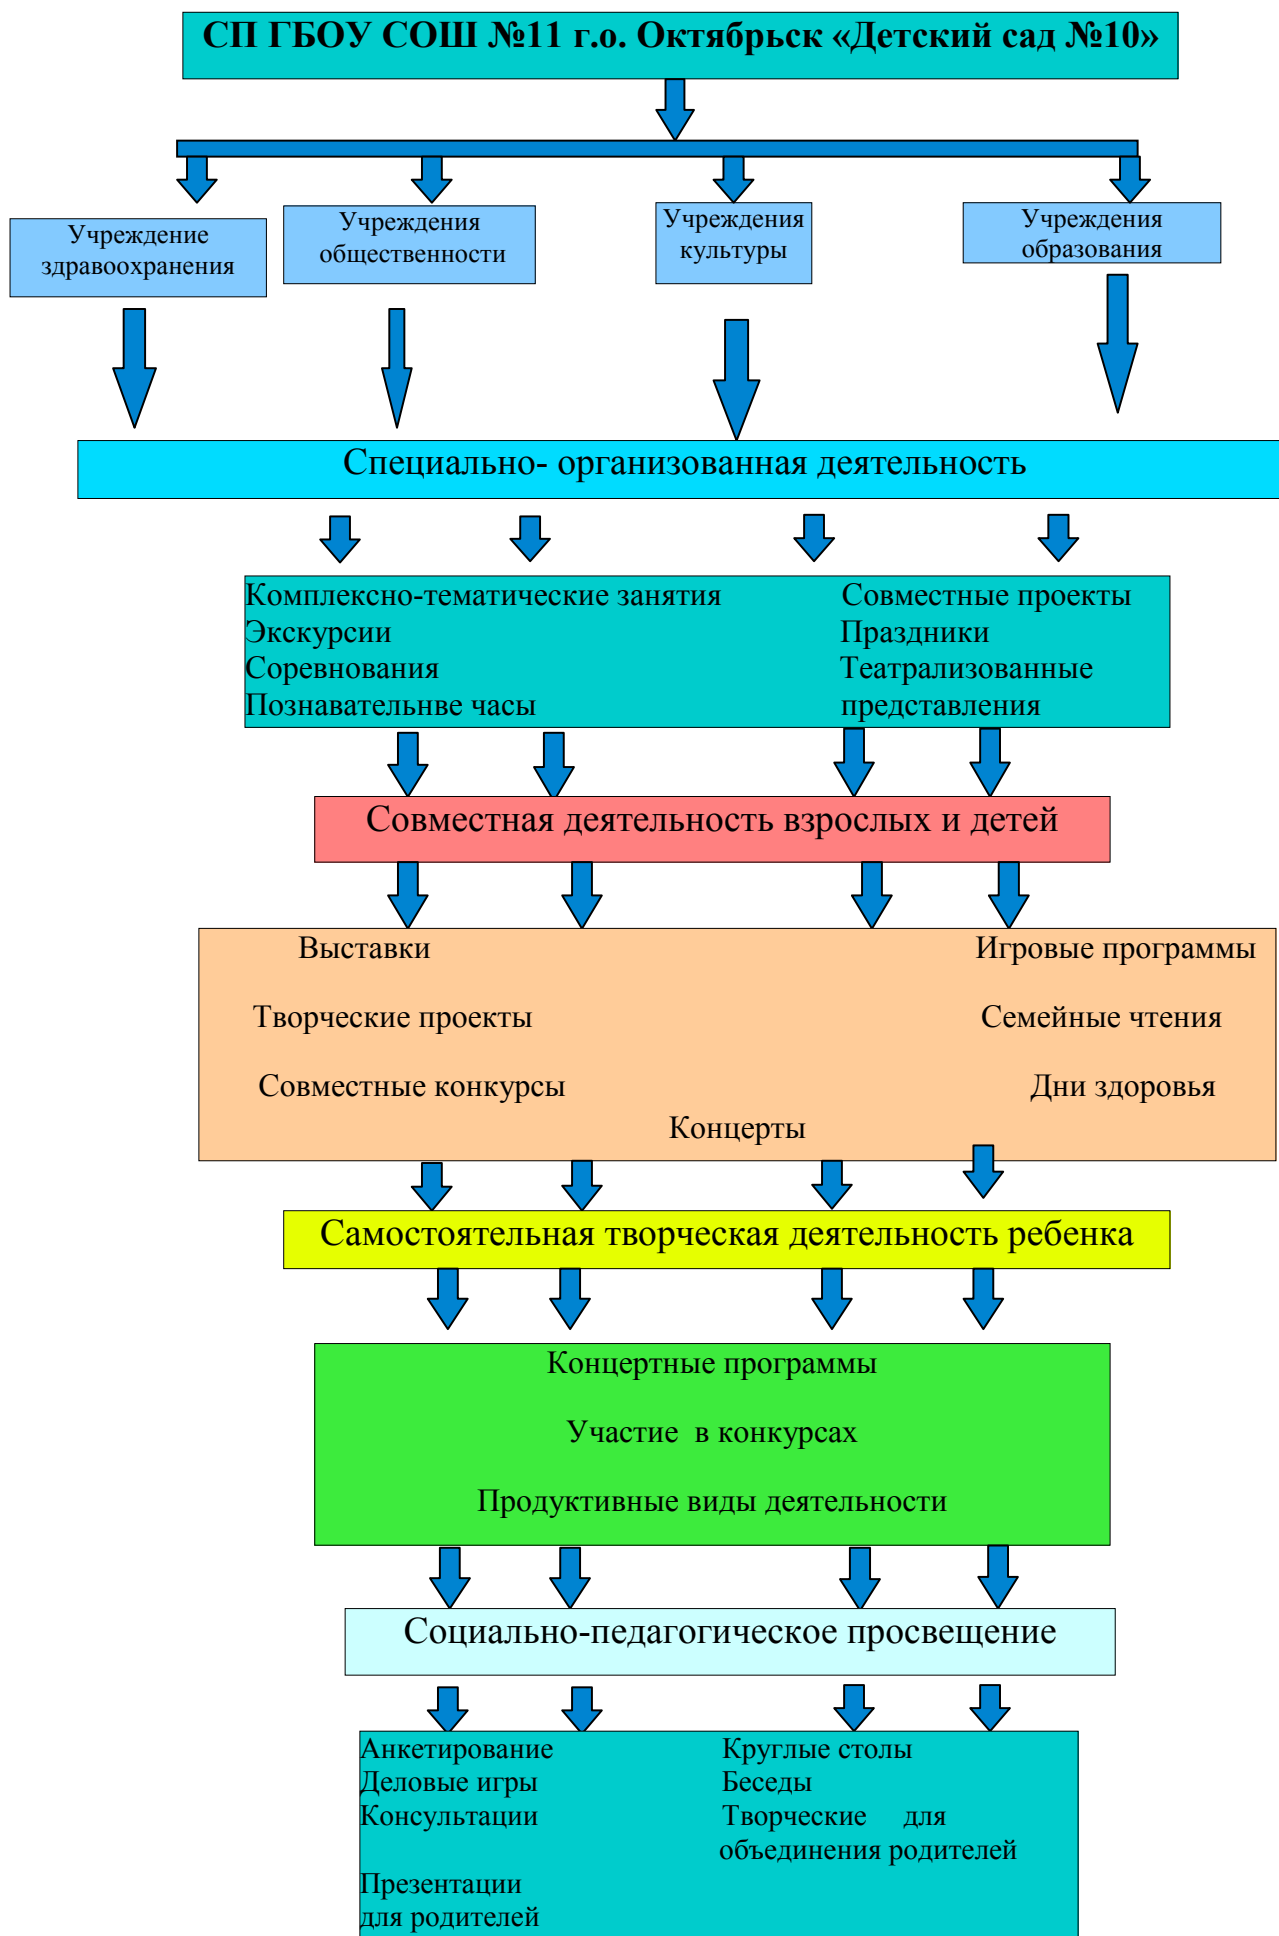 СП ГБОУ СОШ №11 г.о. Октябрьск «Детский сад №10»
Учреждение
здравоохранения
Учреждения
общественности
Учреждения
культуры
Учреждения
образования
Специально- организованная деятельность
Комплексно-тематические занятия
Экскурсии
Соревнования
Познавательнве часы
Совместные проекты
Праздники
Театрализованные
представления
Совместная деятельность взрослых и детей
Выставки
Игровые программы
Творческие проекты
Семейные чтения
Совместные конкурсы
Дни здоровья
Концерты
Самостоятельная творческая деятельность ребенка
Концертные программы
Участие в конкурсах
Продуктивные виды деятельности
Социально-педагогическое просвещение
Анкетирование
Деловые игры
Консультации
Презентации
для родителей
Круглые столы
Беседы
Творческие для
объединения родителей